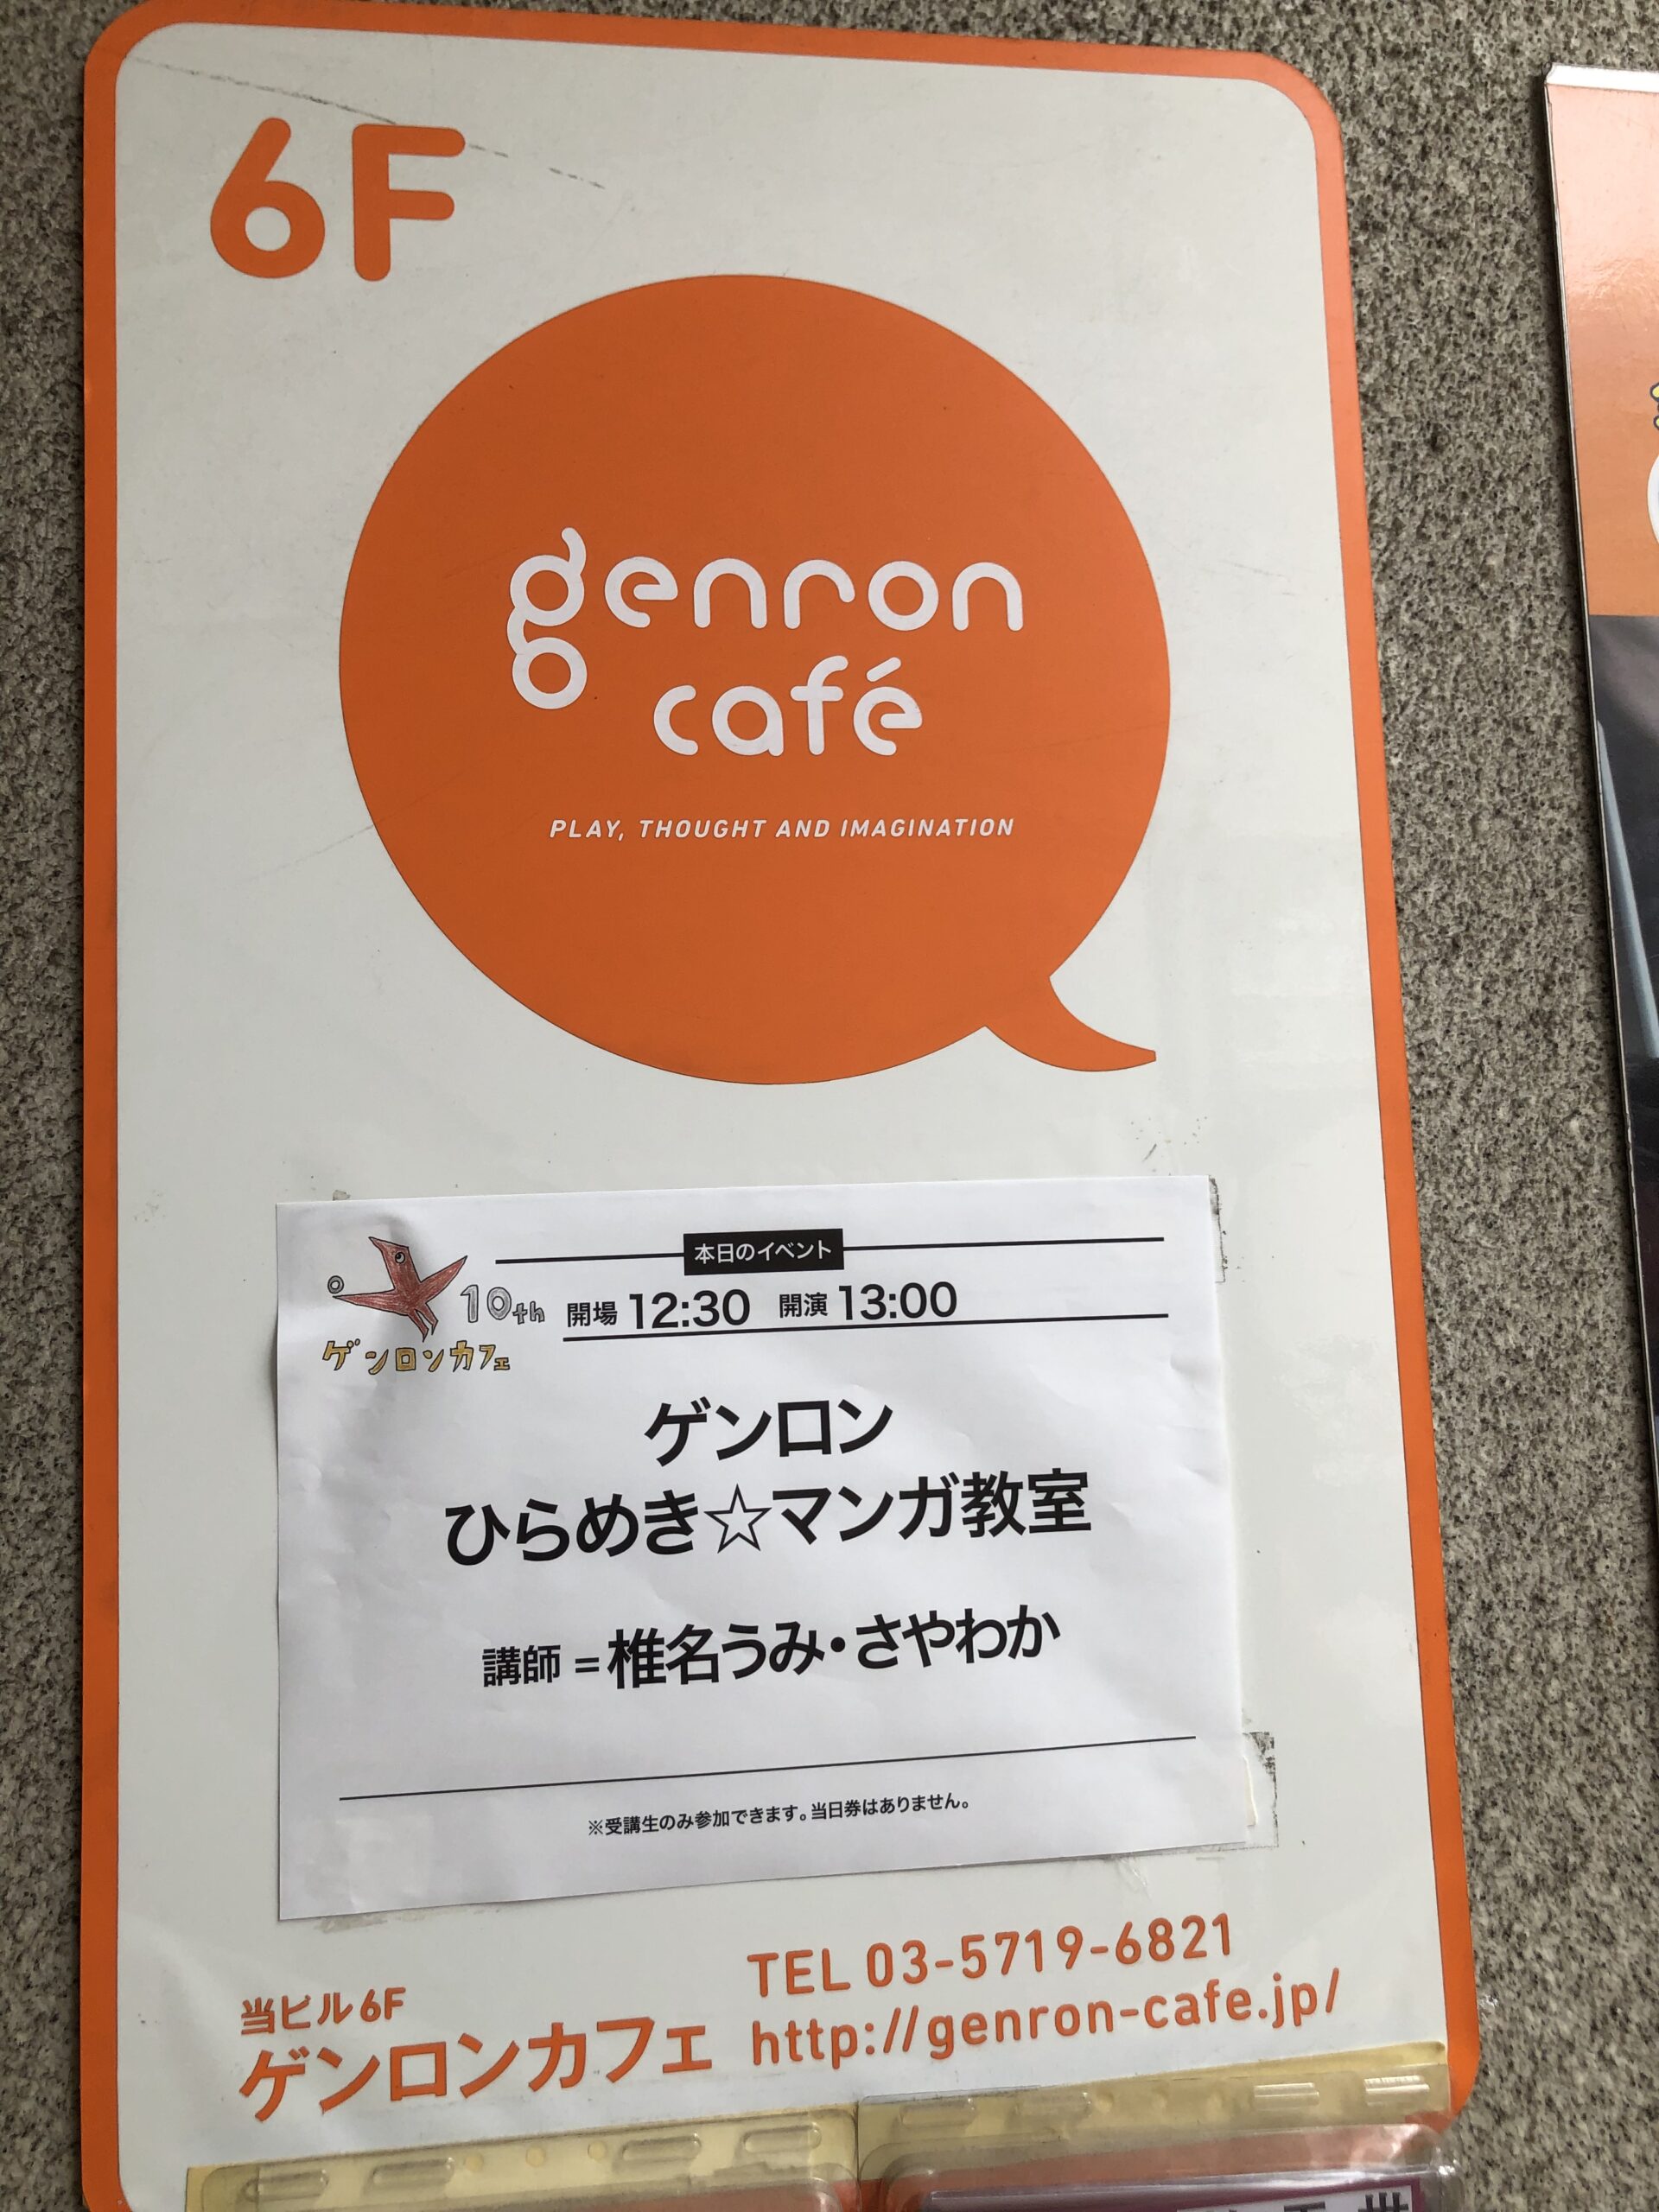 6F
genron
café
PLAY, THOUGHT AND IMAGINATION
本日のイベント
10th
ゲンロンカフェ
開場 12:30 開演 13:00
ゲンロン
ひらめき☆マンガ教室
講師=椎名うみ・さやわか
※受講生のみ参加できます。当日券はありません。
TEL 03-5719-6821
当ビル6F
ゲンロンカフェ http://genron-cafe.jp/